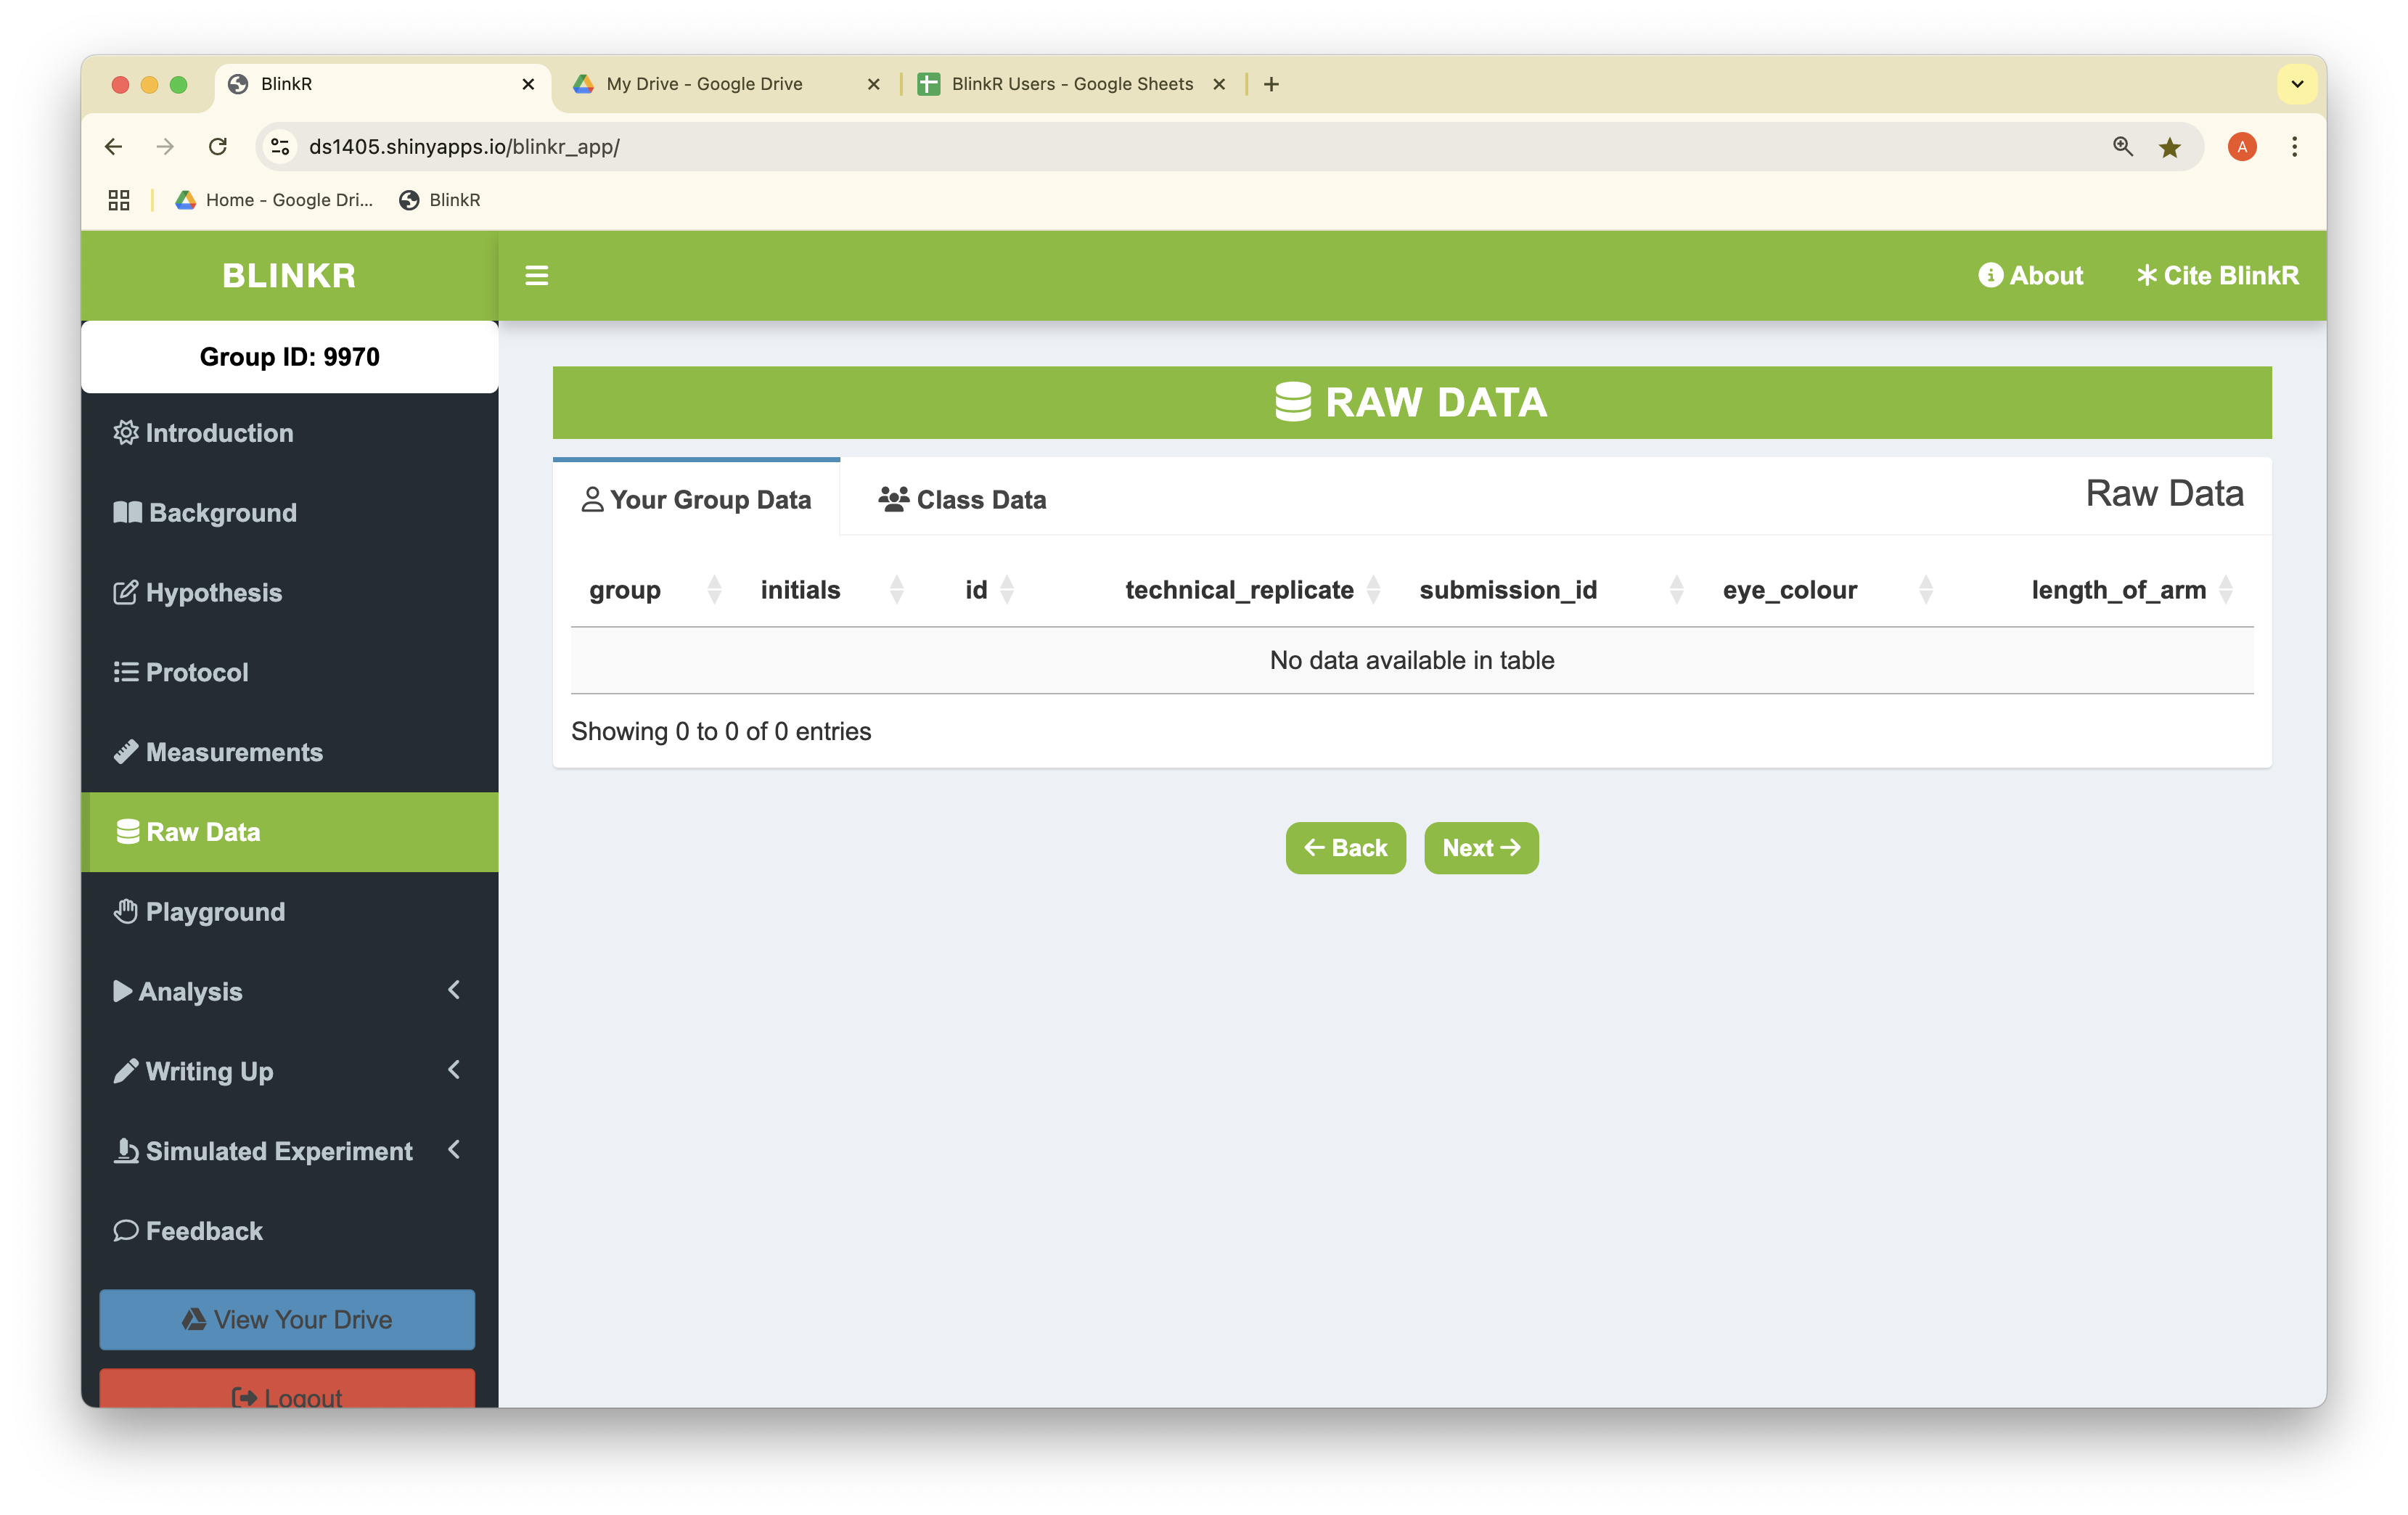 BlinkR
My Drive - Google Drive
BlinkR Users - Google Sheets
ds1405.shinyapps.io/blinkr_app/
A
Home - Google Dri...
BlinkR
BLINKR
About
Cite BlinkR
Group ID: 9970
Introduction
Background
Hypothesis
Protocol
Measurements
Raw Data
Playground
Analysis
Writing Up
Simulated Experiment
Feedback
View Your Drive
Logout
RAW DATA
Your Group Data
Class Data
Raw Data
group initials id technical_replicate submission_id eye_colour length_of_arm
No data available in table
Showing 0 to 0 of 0 entries
Back
Next